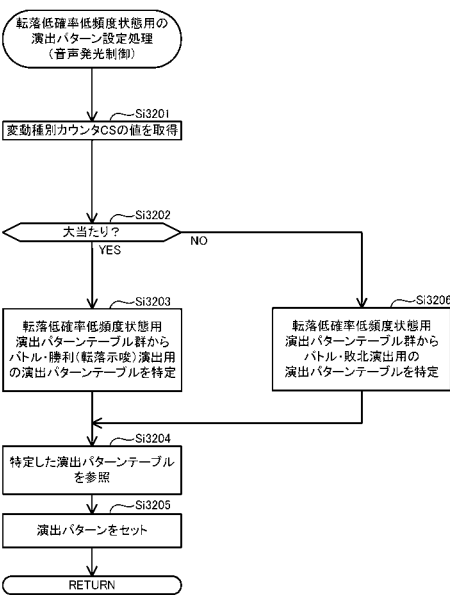 転落低確率低頻度状態用の
演出パターン設定処理
（音声発光制御）
Si3201
変動種別カウンタCSの値を取得
Si3202
大当たり？
YES
NO
Si3203
転落低確率低頻度状態用
演出パターンテーブル群から
バトル・勝利（転落示唆）演出用
の演出パターンテーブルを特定
Si3206
転落低確率低頻度状態用
演出パターンテーブル群から
バトル・敗北演出用の
演出パターンテーブルを特定
Si3204
特定した演出パターンテーブル
を参照
Si3205
演出パターンをセット
RETURN